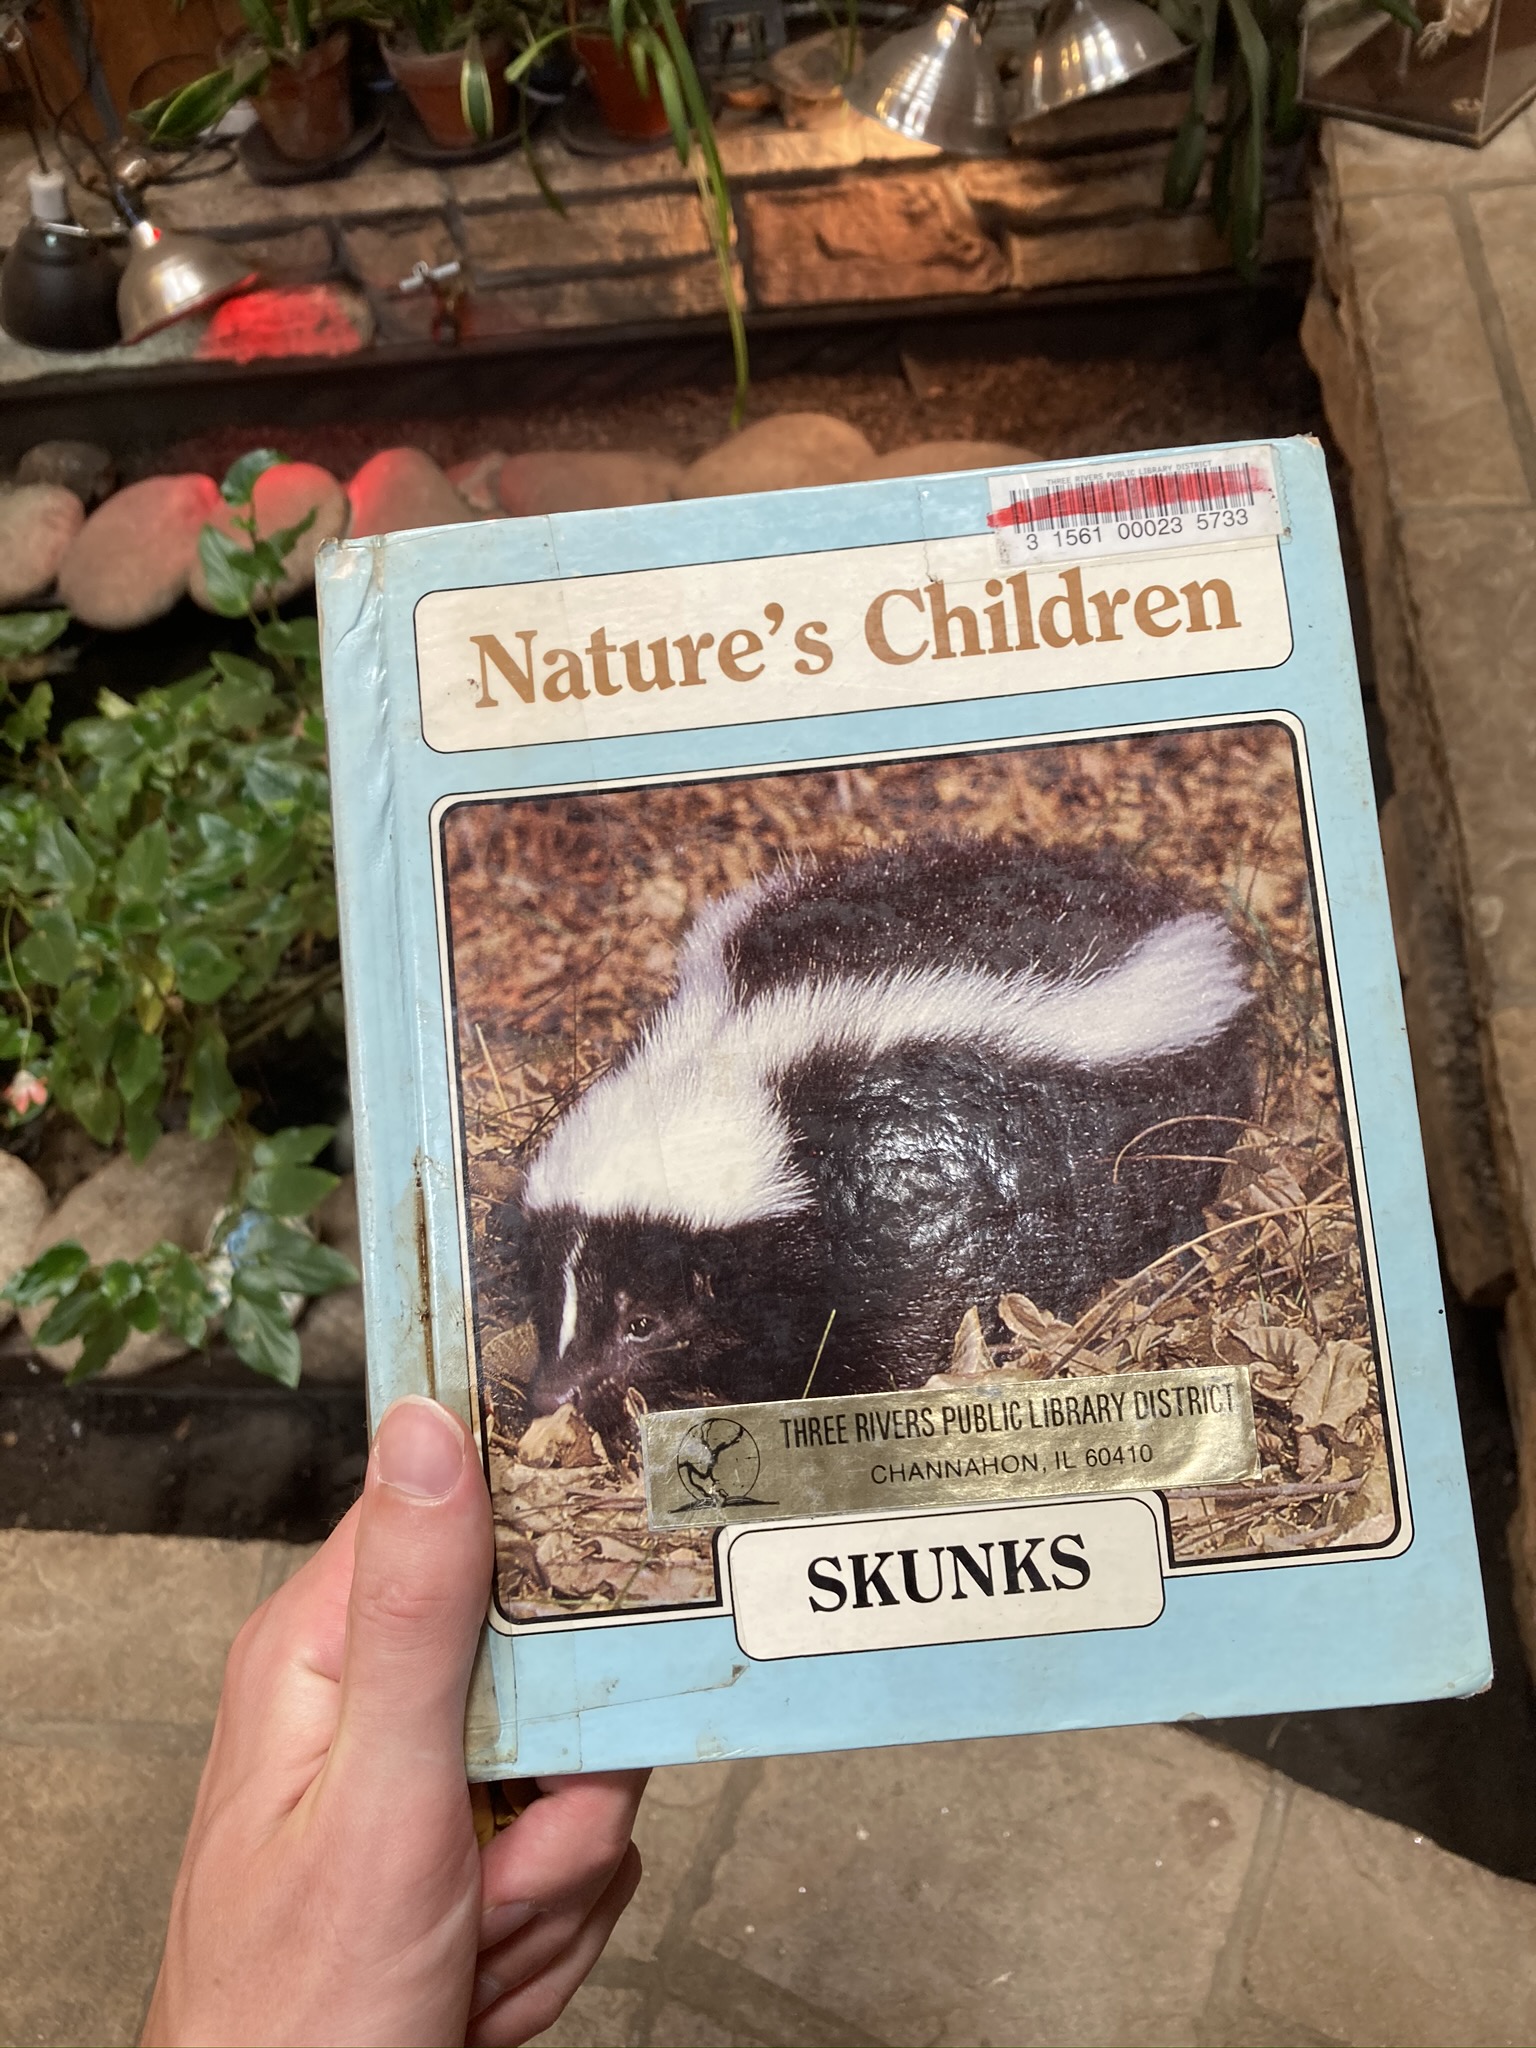 THREE RIVERS PUBLIC LIBRARY DISTRICT
3 1561 00023 5733
Nature's Children
THREE RIVERS PUBLIC LIBRARY DISTRICT
CHANNAHON, IL 60410
SKUNKS